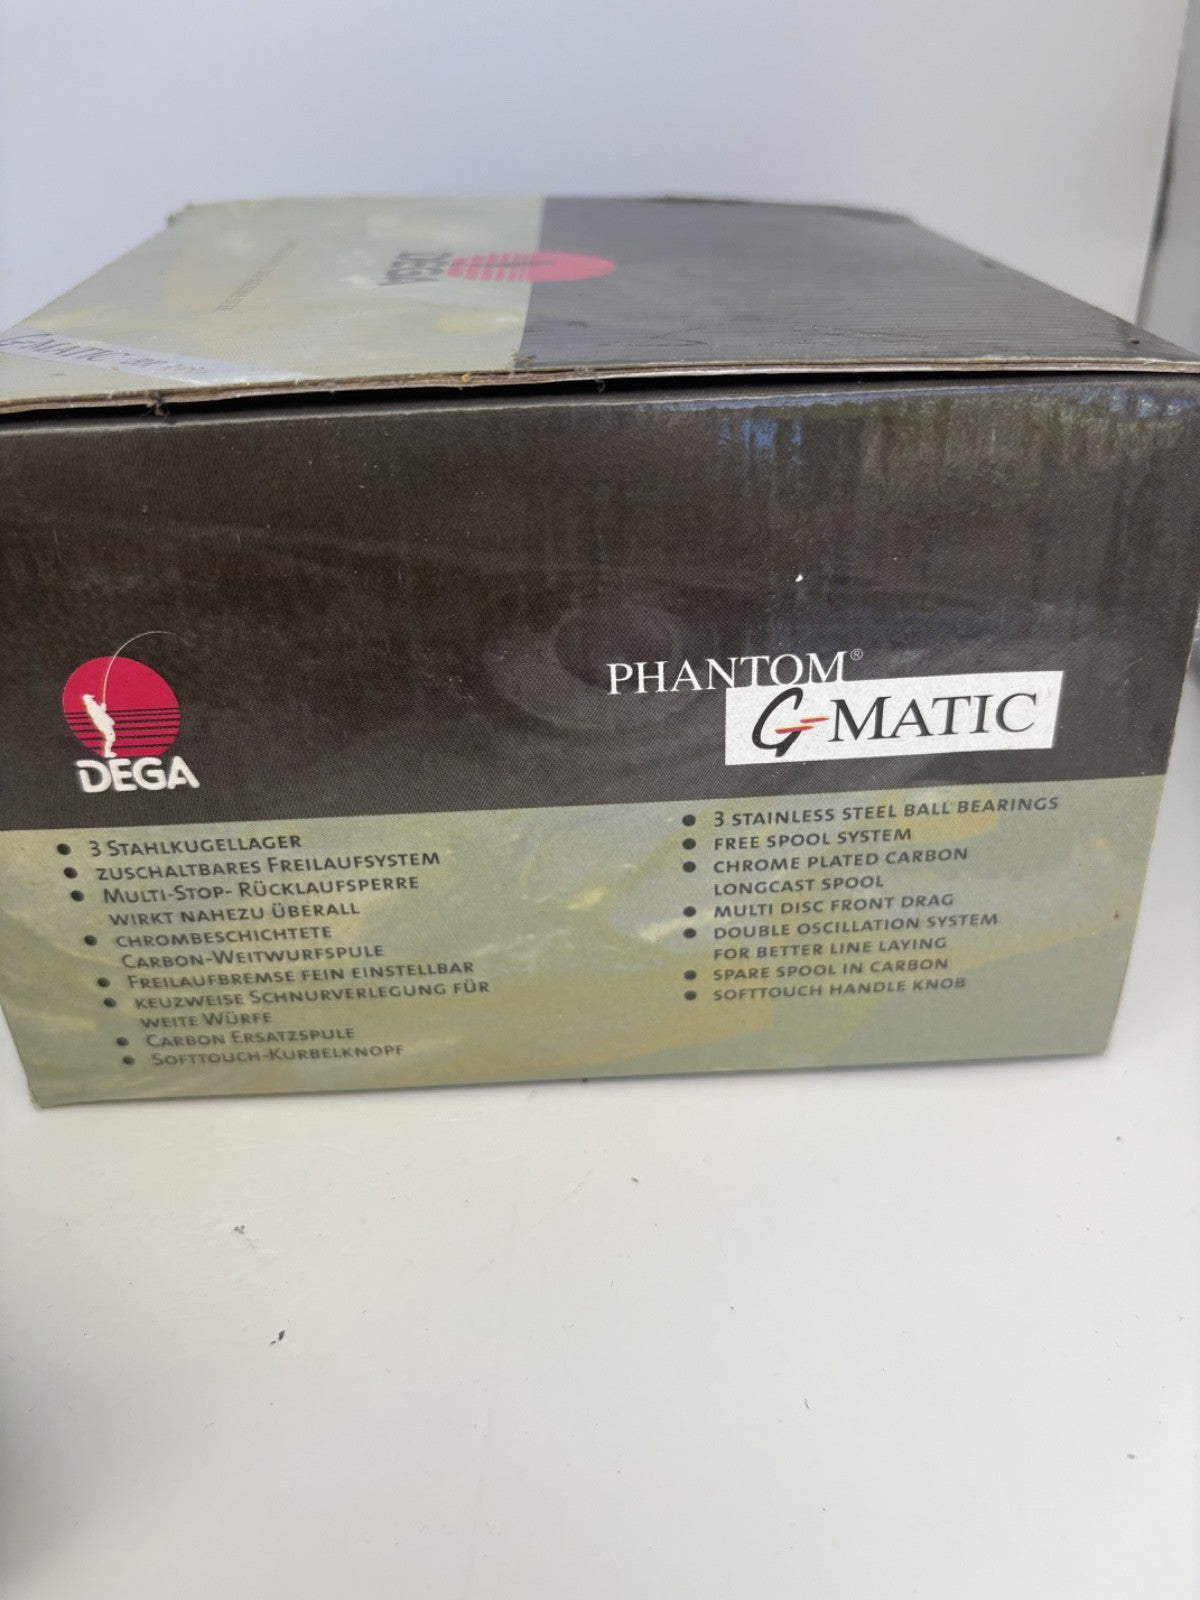 DEGA
G-MATIC
DEGA
PHANTOM®
G-MATIC
3 STAHLKUGELLAGER
ZUSCHALTBARES FREILAUFSYSTEM
MULTI-STOP- RÜCKLAUFSPERRE
WIRKT NAHEZU ÜBERALL
CHROMBESCHICHTETE
CARBON-WEITWURFSPULE
FREILAUFBREMSE FEIN EINSTELLBAR
KEUZWEISE SCHNURVERLEGUNG FÜR
WEITE WÜRFE
CARBON ERSATZSPULE
SOFTTOUCH-KURBELKNOPF
3 STAINLESS STEEL BALL BEARINGS
FREE SPOOL SYSTEM
CHROME PLATED CARBON
LONGCAST SPOOL
MULTI DISC FRONT DRAG
DOUBLE OSCILLATION SYSTEM
FOR BETTER LINE LAYING
SPARE SPOOL IN CARBON
SOFTTOUCH HANDLE KNOB